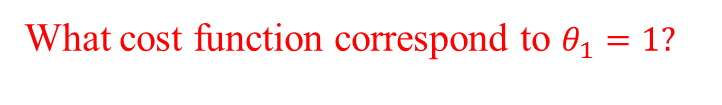 What cost function correspond to θ₁ = 1?